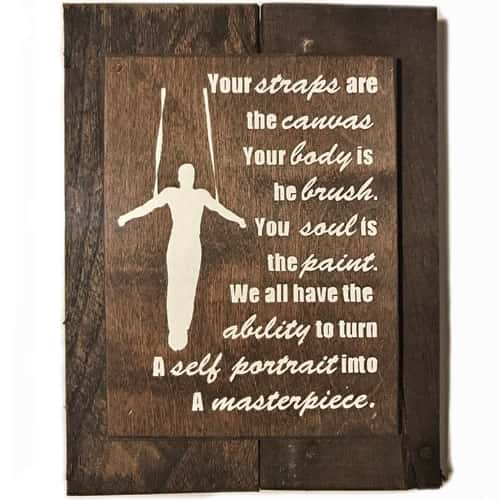 Your straps are
the canvas
Your body is
he brush.
You soul is
the paint.
We all have the
ability to turn
A self portrait into
A masterpiece.